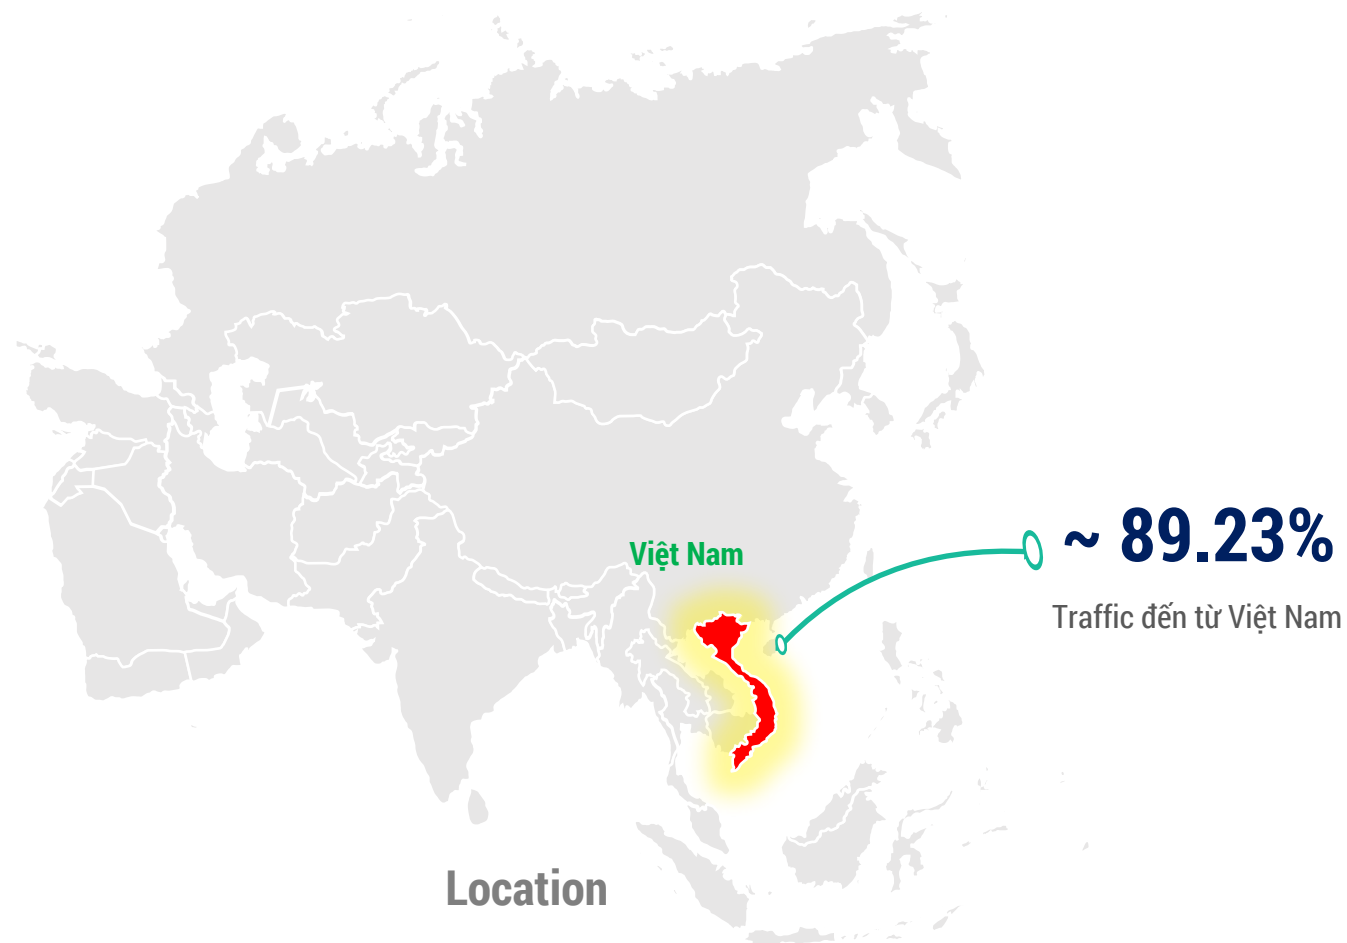 Việt Nam
~ 89.23%
Traffic đến từ Việt Nam
Location